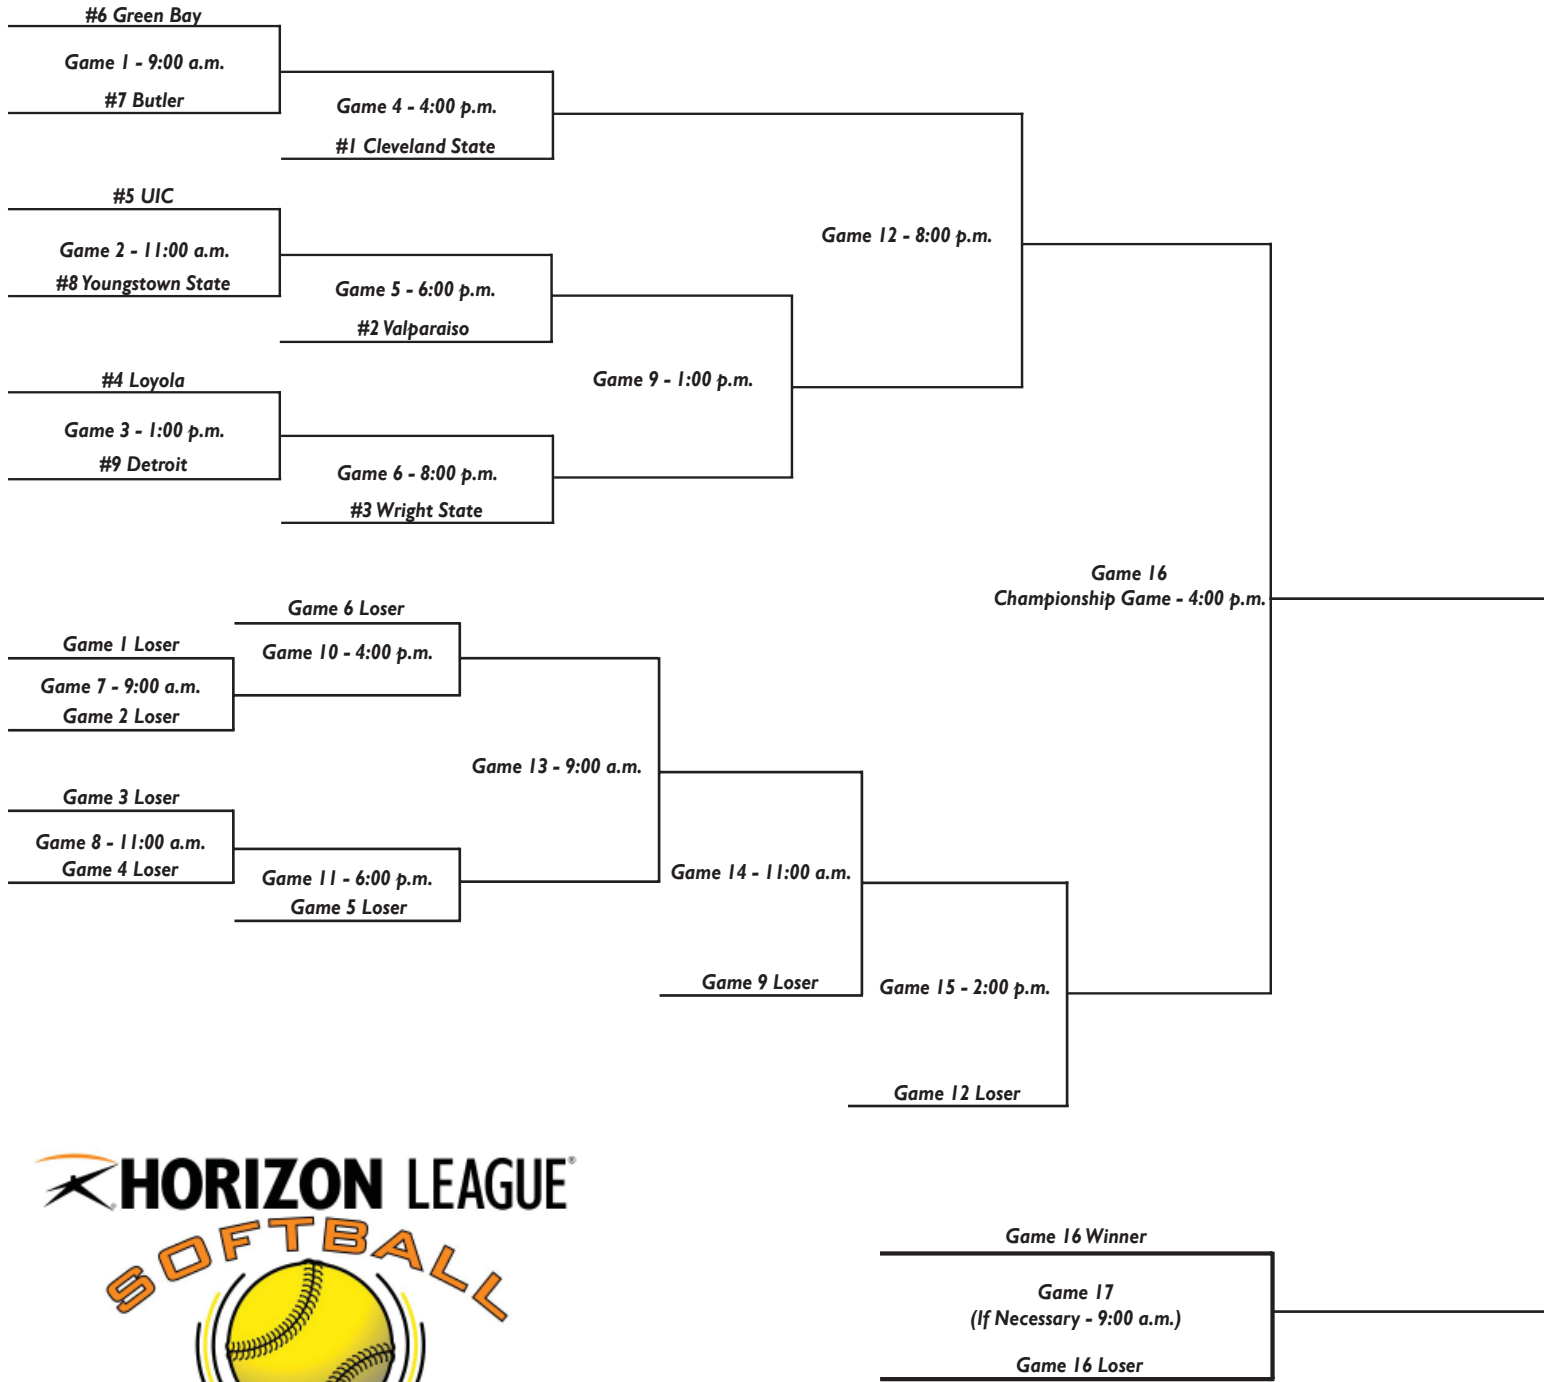 #6 Green Bay
Game 1 - 9:00 a.m.
#7 Butler
Game 4 - 4:00 p.m.
#1 Cleveland State
#5 UIC
Game 2 - 11:00 a.m.
#8 Youngstown State
Game 5 - 6:00 p.m.
#2 Valparaiso
Game 12 - 8:00 p.m.
#4 Loyola
Game 3 - 1:00 p.m.
#9 Detroit
Game 9 - 1:00 p.m.
Game 6 - 8:00 p.m.
#3 Wright State
Game 16
Championship Game - 4:00 p.m.
Game 6 Loser
Game 1 Loser
Game 10 - 4:00 p.m.
Game 7 - 9:00 a.m.
Game 2 Loser
Game 13 - 9:00 a.m.
Game 3 Loser
Game 8 - 11:00 a.m.
Game 4 Loser
Game 11 - 6:00 p.m.
Game 5 Loser
Game 14 - 11:00 a.m.
Game 9 Loser
Game 15 - 2:00 p.m.
Game 12 Loser
HORIZON LEAGUE®
SOFTBALL
Game 16 Winner
Game 17
(If Necessary - 9:00 a.m.)
Game 16 Loser